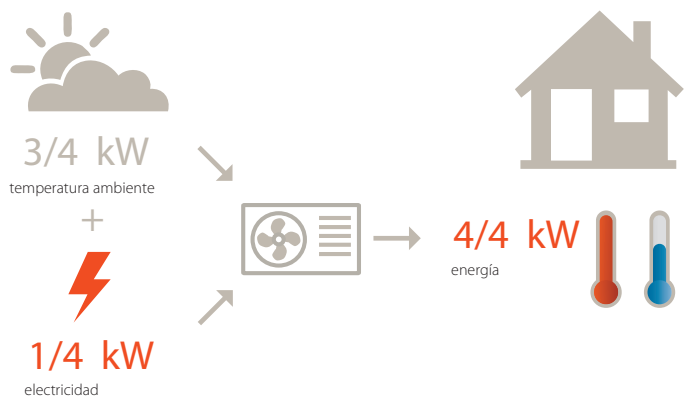 3/4 kW
temperatura ambiente
+
1/4 kW
electricidad
4/4 kW
energía